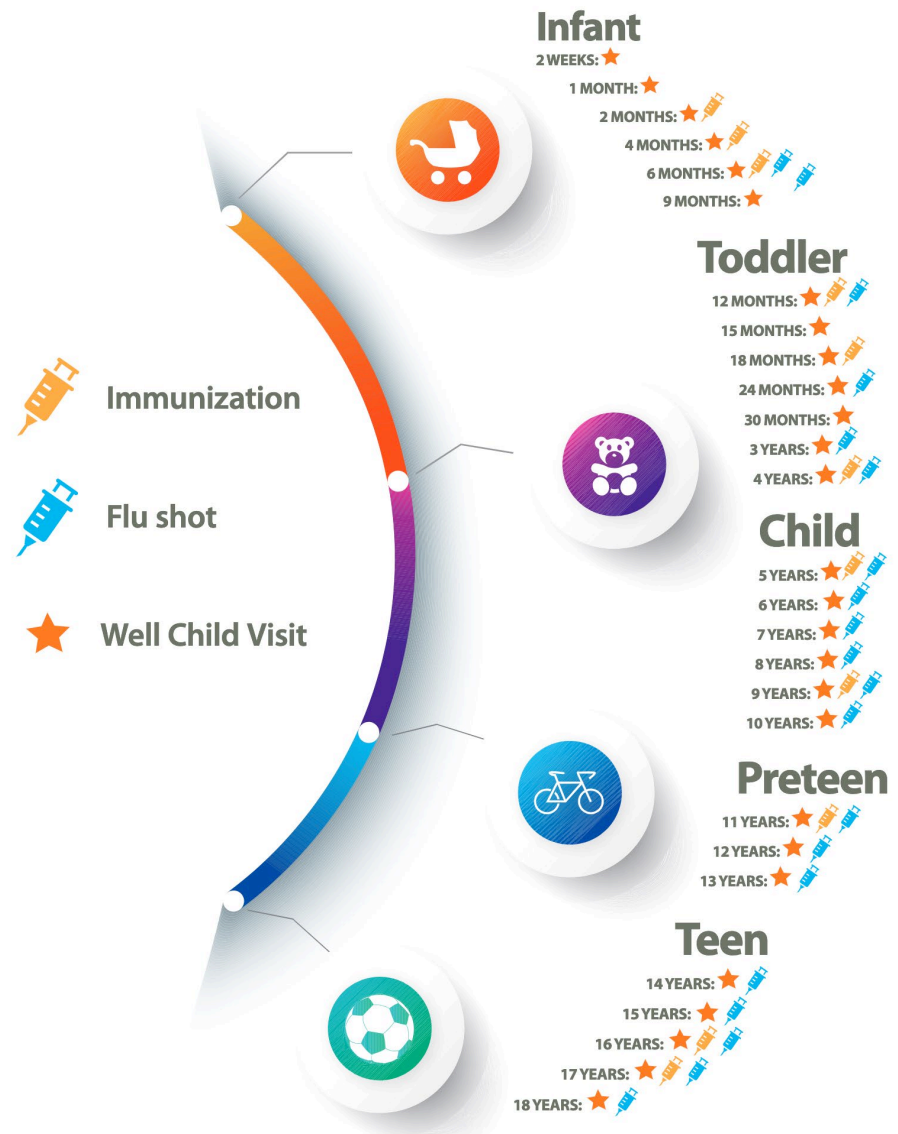 Infant
2 WEEKS:
1 MONTH:
2 MONTHS:
4 MONTHS:
6 MONTHS:
9 MONTHS:
Toddler
12 MONTHS:
15 MONTHS:
18 MONTHS:
24 MONTHS:
30 MONTHS:
3 YEARS:
4 YEARS:
Immunization
Flu shot
Well Child Visit
Child
5 YEARS:
6 YEARS:
7 YEARS:
8 YEARS:
9 YEARS:
10 YEARS:
Preteen
11 YEARS:
12 YEARS:
13 YEARS:
Teen
14 YEARS:
15 YEARS:
16 YEARS:
17 YEARS:
18 YEARS: